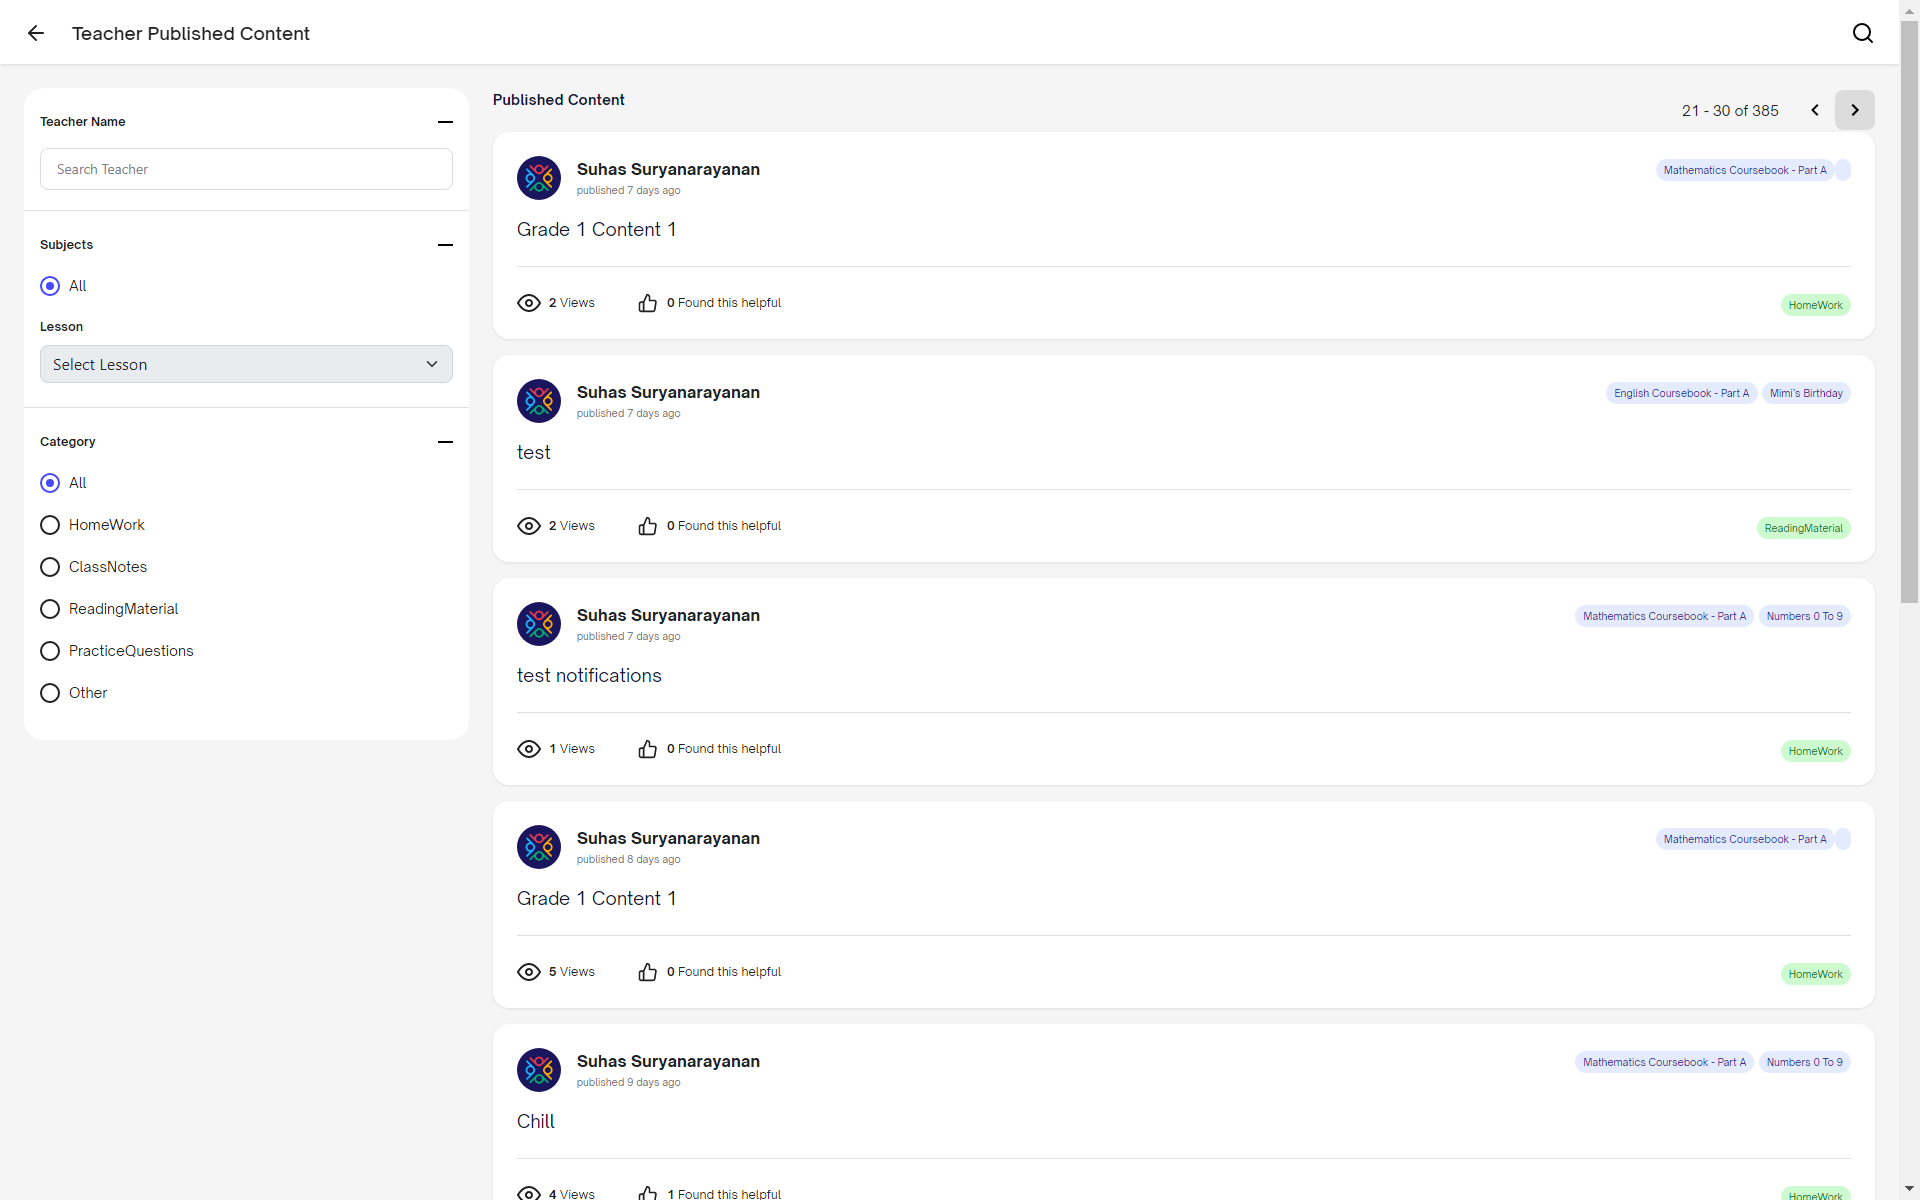 Teacher Published Content
Teacher Name
Search Teacher
Subjects
All
Lesson
Select Lesson
Category
All
HomeWork
ClassNotes
ReadingMaterial
PracticeQuestions
Other
Published Content
21 - 30 of 385
Suhas Suryanarayanan
published 7 days ago
Mathematics Coursebook - Part A
Grade 1 Content 1
2 Views
0 Found this helpful
HomeWork
Suhas Suryanarayanan
published 7 days ago
English Coursebook - Part A
Mimi's Birthday
test
2 Views
0 Found this helpful
ReadingMaterial
Suhas Suryanarayanan
published 7 days ago
Mathematics Coursebook - Part A
Numbers 0 To 9
test notifications
1 Views
0 Found this helpful
HomeWork
Suhas Suryanarayanan
published 8 days ago
Mathematics Coursebook - Part A
Grade 1 Content 1
5 Views
0 Found this helpful
HomeWork
Suhas Suryanarayanan
published 9 days ago
Mathematics Coursebook - Part A
Numbers 0 To 9
Chill
4 Views
1 Found this helpful
HomeWork